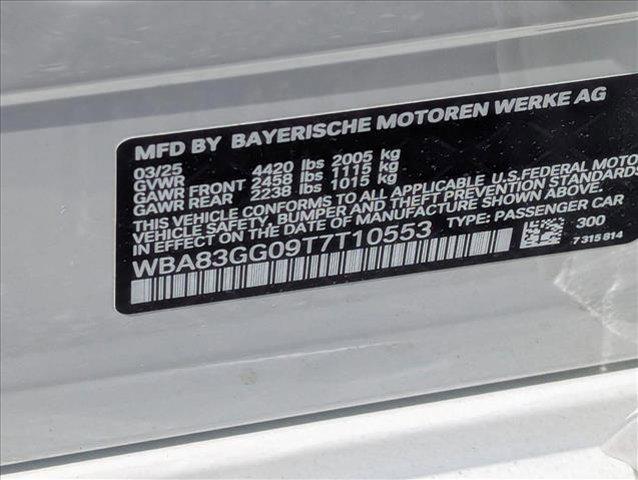 MFD BY BAYERISCHE MOTOREN WERKE AG
03/25
GVWR 4420 lbs 2005 kg
GAWR FRONT 2458 lbs 1115 kg
GAWR REAR 2238 lbs 1015 kg
THIS VEHICLE CONFORMS TO ALL APPLICABLE U.S.FEDERAL MOTO
VEHICLE SAFETY, BUMPER, AND THEFT PREVENTION STANDARDS
IN EFFECT ON THE DATE OF MANUFACTURE SHOWN ABOVE.
WBA83GG09T7T10553 TYPE: PASSENGER CAR
300
7 315 814